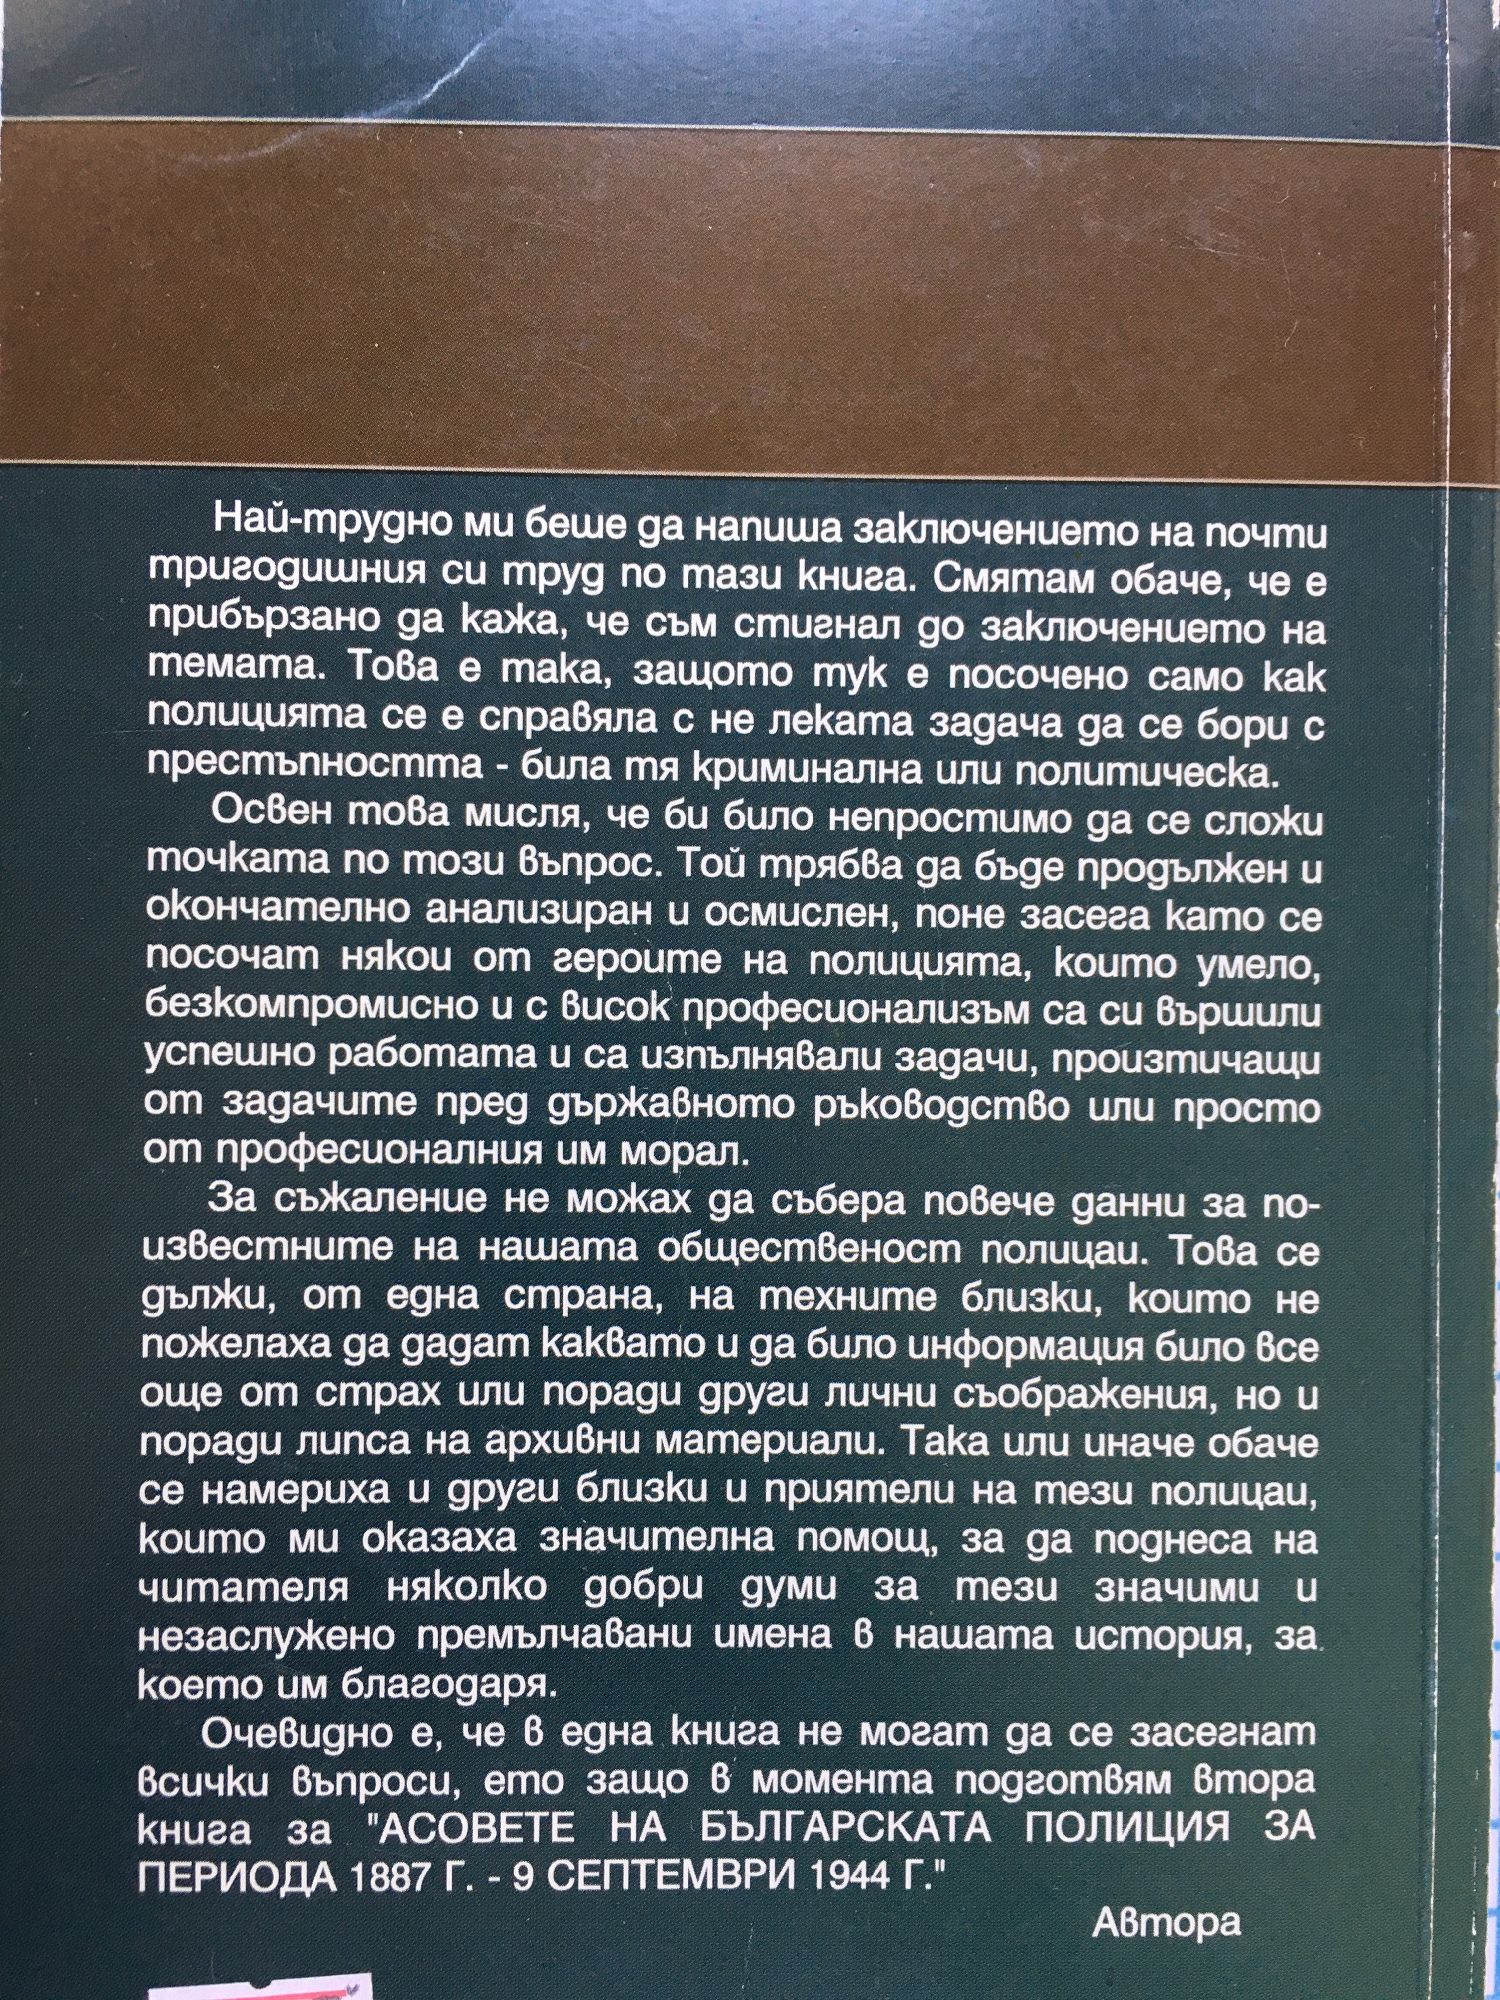 Най-трудно ми беше да напиша заключението на почти
тригодишния си труд по тази книга. Смятам обаче, че е
прибързано да кажа, че съм стигнал до заключението на
темата. Това е така, защото тук е посочено само как
полицията се е справяла с не леката задача да се бори с
престъпността - била тя криминална или политическа.
Освен това мисля, че би било непростимо да се сложи
точката по този въпрос. Той трябва да бъде продължен и
окончателно анализиран и осмислен, поне засега като се
посочат някои от героите на полицията, които умело,
безкомпромисно и с висок професионализъм са си вършили
успешно работата и са изпълнявали задачи, произтичащи
от задачите пред държавното ръководство или просто
от професионалния им морал.
За съжаление не можах да събера повече данни за по-
известните на нашата общественост полицаи. Това се
дължи, от една страна, на техните близки, които не
пожелаха да дадат каквато и да било информация било все
още от страх или поради други лични съображения, но и
поради липса на архивни материали. Така или иначе обаче
се намериха и други близки и приятели на тези полицаи,
които ми оказаха значителна помощ, за да поднеса на
читателя няколко добри думи за тези значими и
незаслужено премълчавани имена в нашата история, за
което им благодаря.
Очевидно е, че в една книга не могат да се засегнат
всички въпроси, ето защо в момента подготвям втора
книга за "АСОВЕТЕ НА БЪЛГАРСКАТА ПОЛИЦИЯ ЗА
ПЕРИОДА 1887 Г. - 9 СЕПТЕМВРИ 1944 Г."
Автора